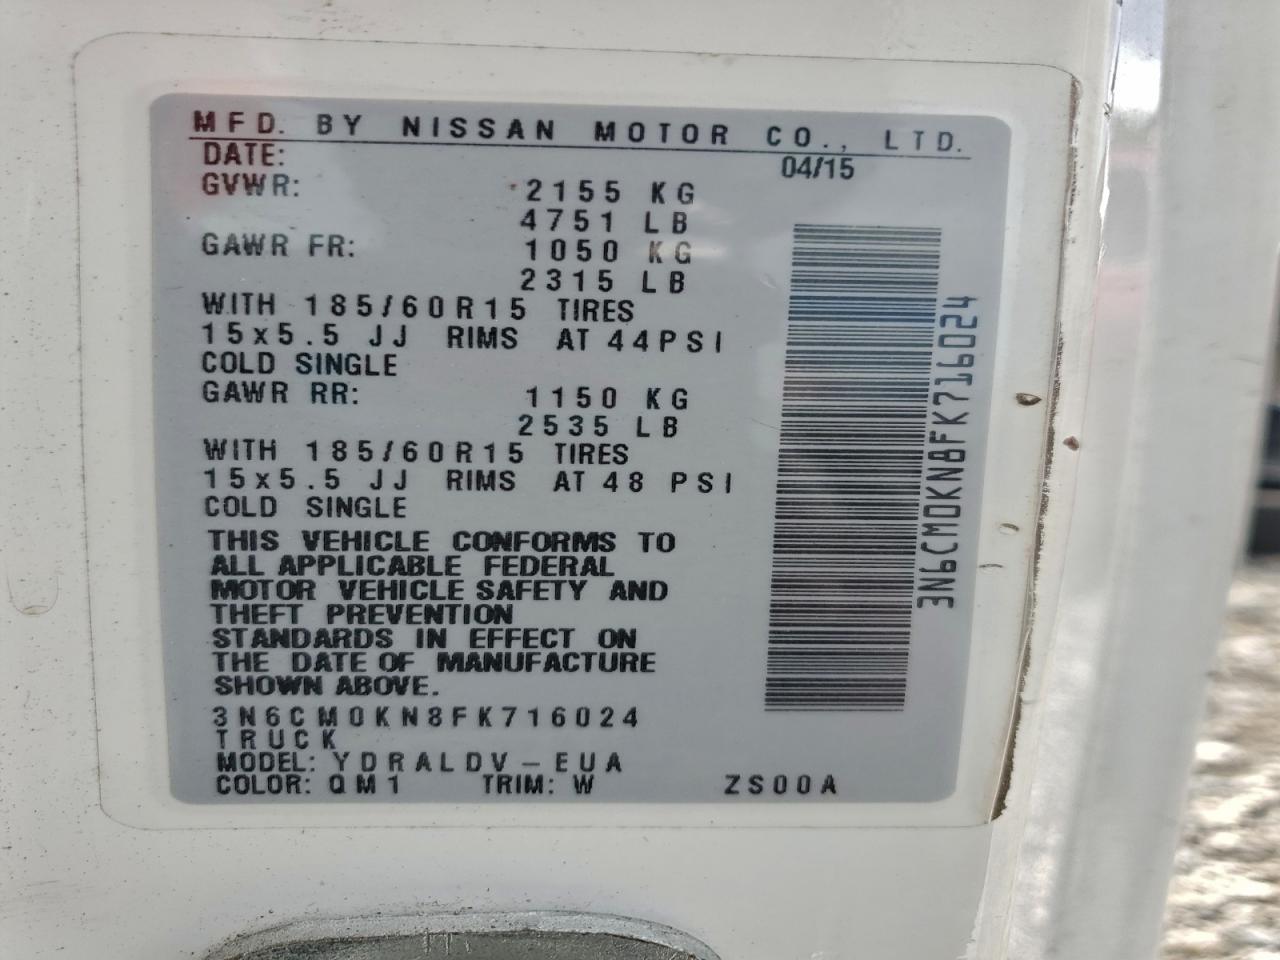 MFD. BY NISSAN MOTOR CO., LTD.
DATE: 04/15
GVWR: 2155 KG
4751 LB
GAWR FR: 1050 KG
2315 LB
WITH 185/60R15 TIRES
15x5.5 JJ RIMS AT 44PSI
COLD SINGLE
GAWR RR: 1150 KG
2535 LB
WITH 185/60R15 TIRES
15x5.5 JJ RIMS AT 48 PSI
COLD SINGLE
THIS VEHICLE CONFORMS TO
ALL APPLICABLE FEDERAL
MOTOR VEHICLE SAFETY AND
THEFT PREVENTION
STANDARDS IN EFFECT ON
THE DATE OF MANUFACTURE
SHOWN ABOVE.
3N6CM0KN8FK716024
TRUCK
MODEL: YDRALDV-EUA
COLOR: QM1 TRIM: W ZS00A
3N6CM0KN8FK716024